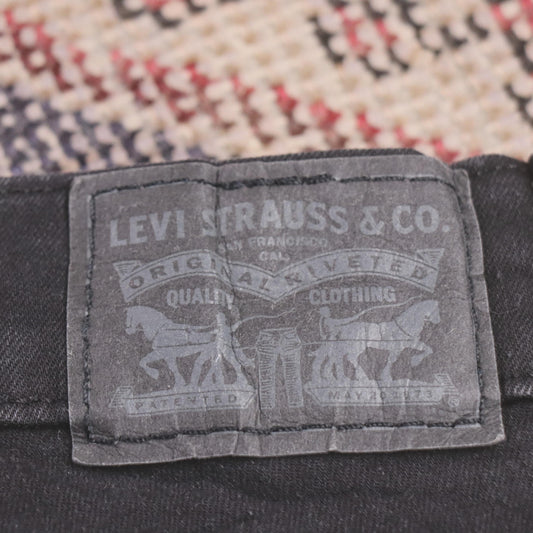 LEVI STRAUSS & CO.
SAN FRANCISCO
CAL.
ORIGINAL RIVETED
QUALITY CLOTHING
PATENTED MAY 20 1873